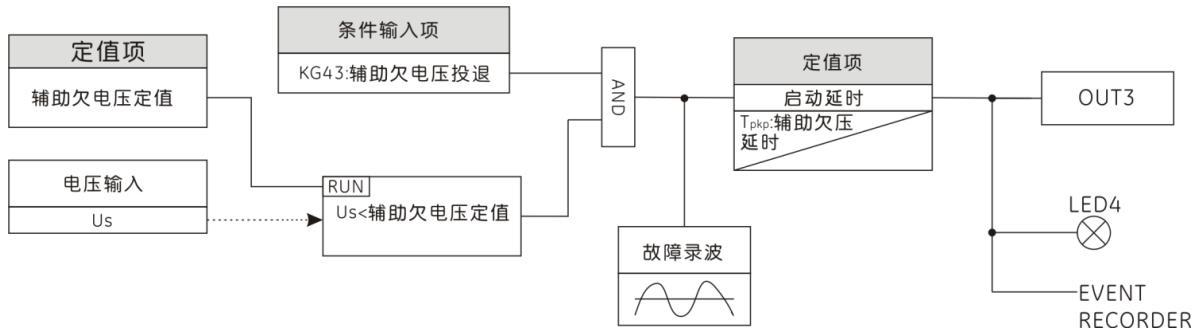 定值项
辅助欠电压定值
电压输入
Us
条件输入项
KG43:辅助欠电压投退
RUN
Us<辅助欠电压定值
AND
故障录波
定值项
启动延时
Tpkp:辅助欠压
延时
OUT3
LED4
EVENT
RECORDER